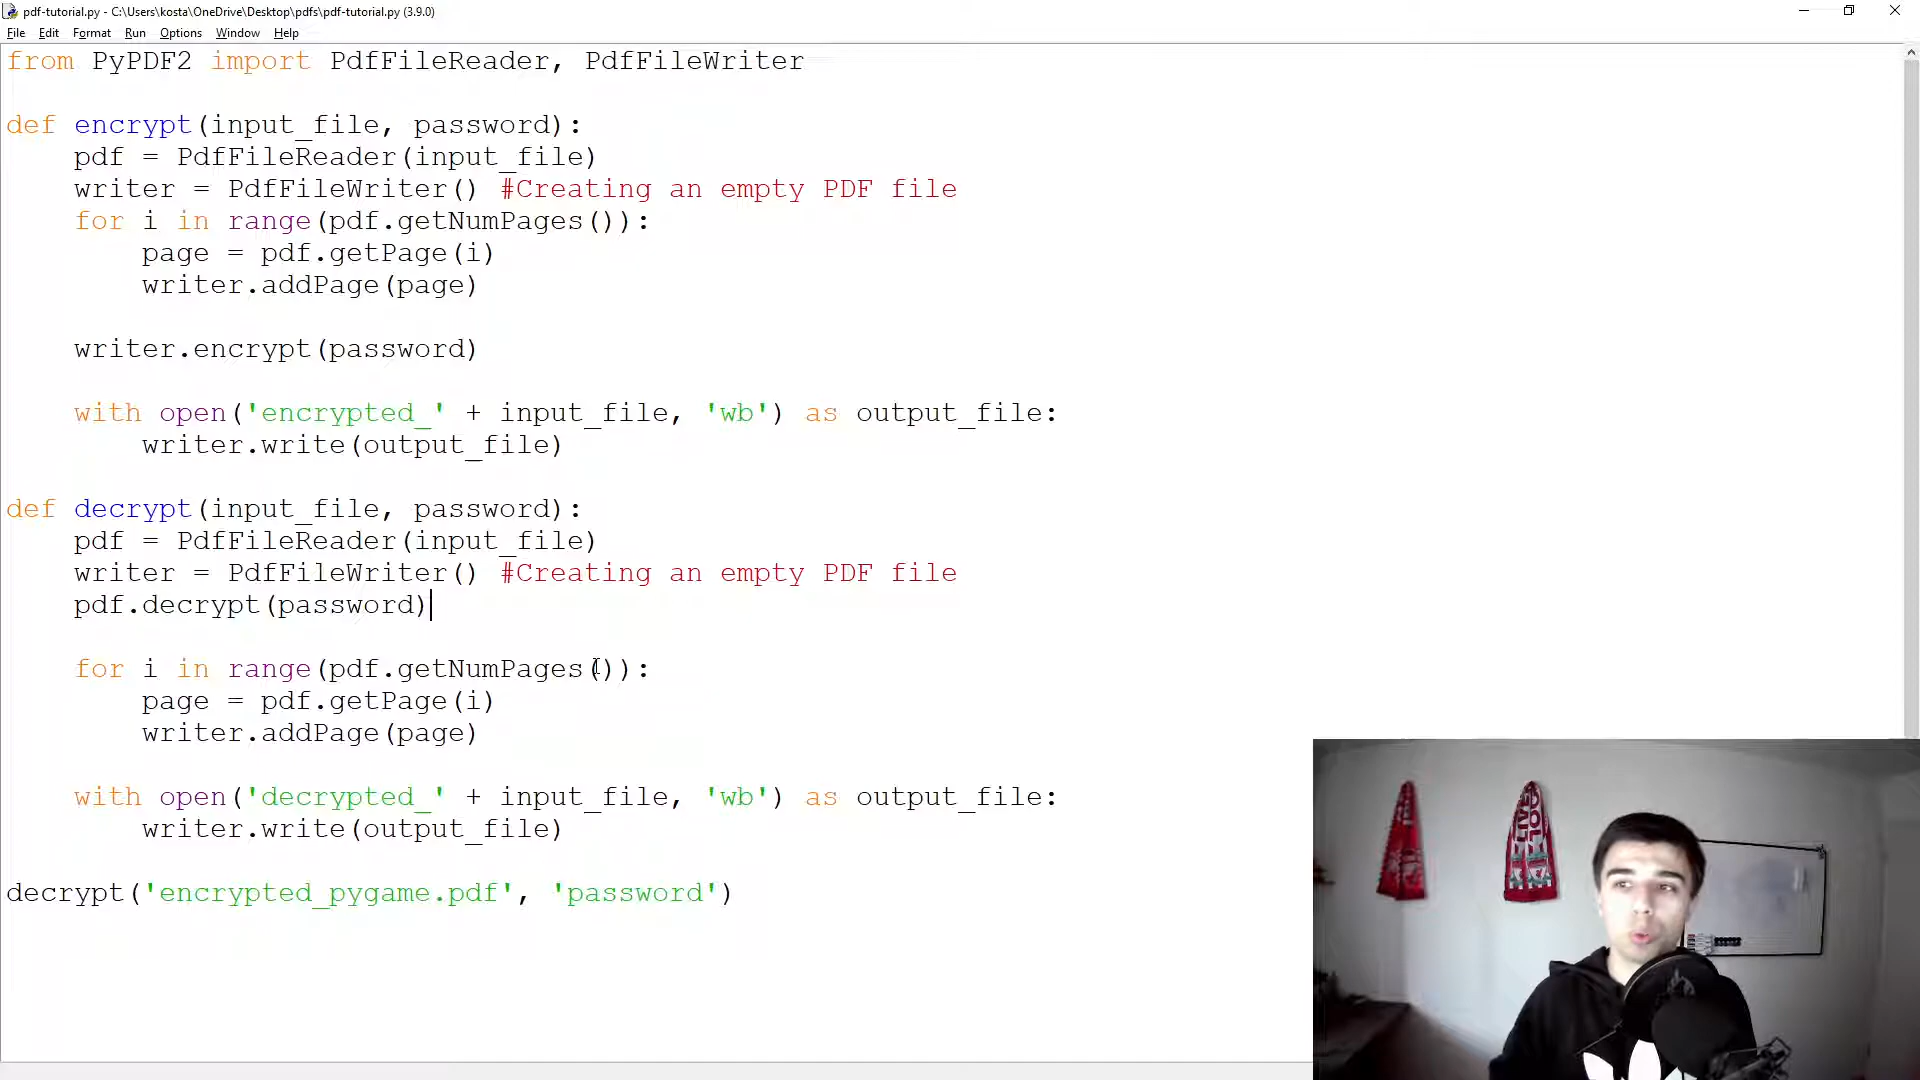 pdf-tutorial.py - C:\Users\kosta\OneDrive\Desktop\pdfs\pdf-tutorial.py (3.9.0)
File Edit Format Run Options Window Help
from PyPDF2 import PdfFileReader, PdfFileWriter
def encrypt(input_file, password):
    pdf = PdfFileReader(input_file)
    writer = PdfFileWriter() #Creating an empty PDF file
    for i in range(pdf.getNumPages()):
        page = pdf.getPage(i)
        writer.addPage(page)
    writer.encrypt(password)
    with open('encrypted_' + input_file, 'wb') as output_file:
        writer.write(output_file)
def decrypt(input_file, password):
    pdf = PdfFileReader(input_file)
    writer = PdfFileWriter() #Creating an empty PDF file
    pdf.decrypt(password)
    for i in range(pdf.getNumPages()):
        page = pdf.getPage(i)
        writer.addPage(page)
    with open('decrypted_' + input_file, 'wb') as output_file:
        writer.write(output_file)
decrypt('encrypted_pygame.pdf', 'password')